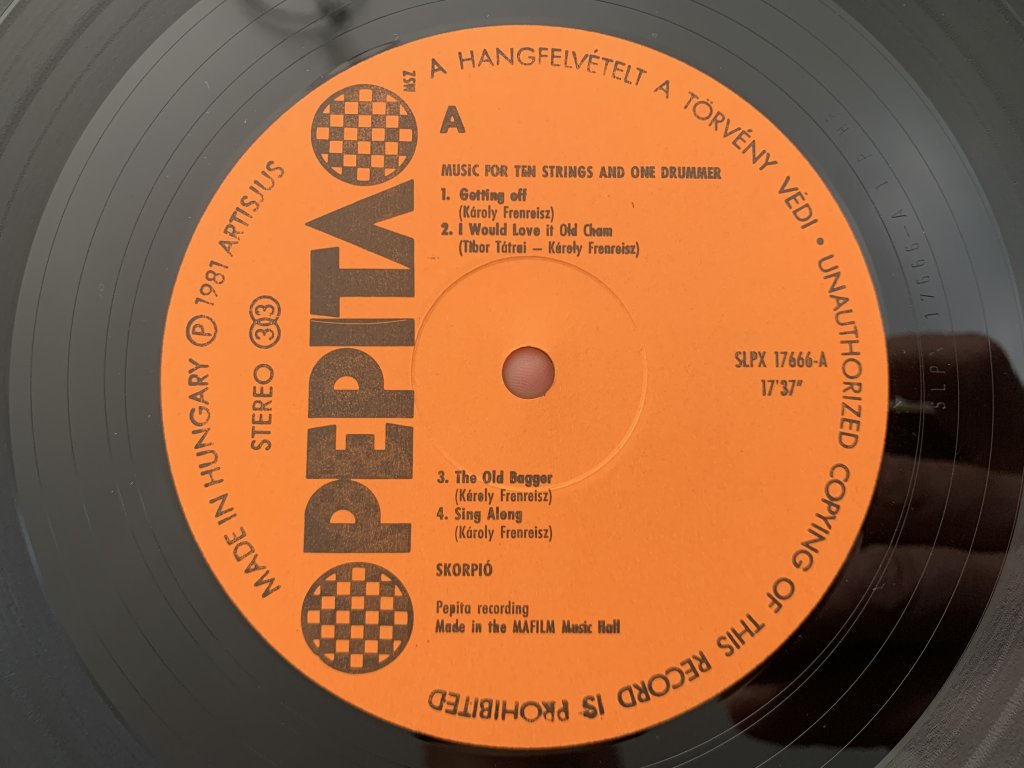 A HANGFELVÉTELT A TÖRVÉNY VÉDI • UNAUTHORIZED COPYING OF THIS RECORD IS PROHIBITED
MADE IN HUNGARY Ⓟ 1981 ARTISJUS
STEREO 33
PEPITA
MSZ
A
MUSIC FOR TEN STRINGS AND ONE DRUMMER
1. Getting off
(Károly Frenreisz)
2. I Would Love it Old Cham
(Tibor Tátrai – Károly Frenreisz)
SLPX 17666-A
17'37"
3. The Old Bagger
(Károly Frenreisz)
4. Sing Along
(Károly Frenreisz)
SKORPIÓ
Pepita recording
Made in the MAFILM Music Hall
SLPX 17666-A